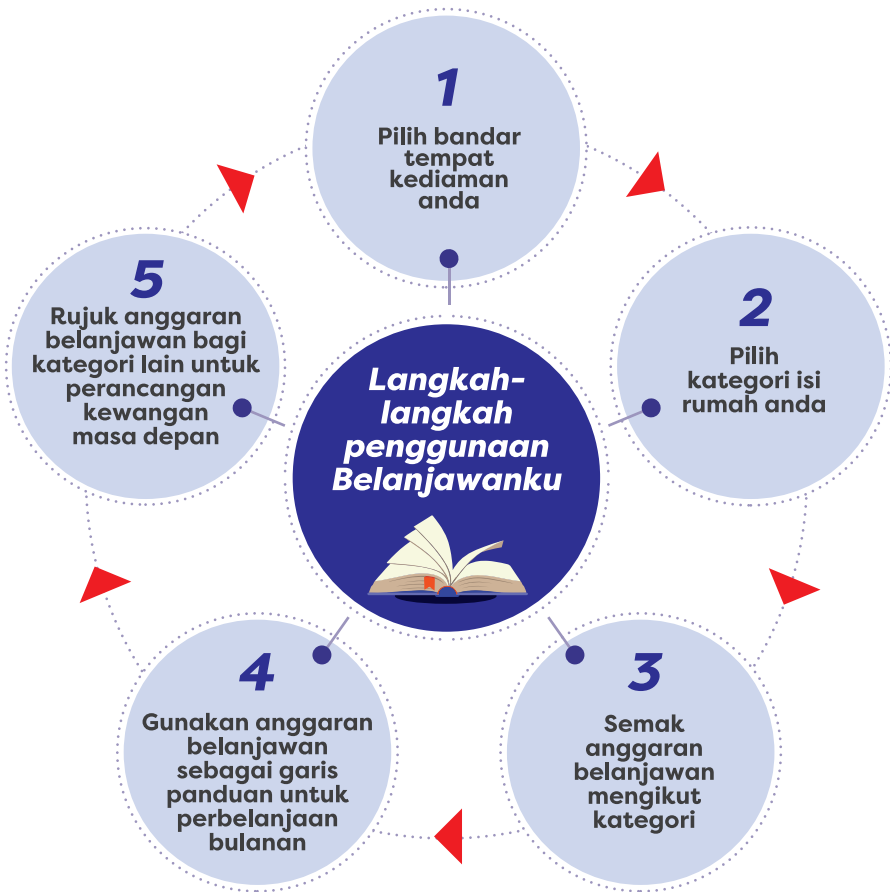 1
Pilih bandar
tempat
kediaman
anda
2
Pilih
kategori isi
rumah anda
3
Semak
anggaran
belanjawan
mengikut
kategori
4
Gunakan anggaran
belanjawan
sebagai garis
panduan untuk
perbelanjaan
bulanan
5
Rujuk anggaran
belanjawan bagi
kategori lain untuk
perancangan
kewangan
masa depan
Langkah-
langkah
penggunaan
Belanjawanku